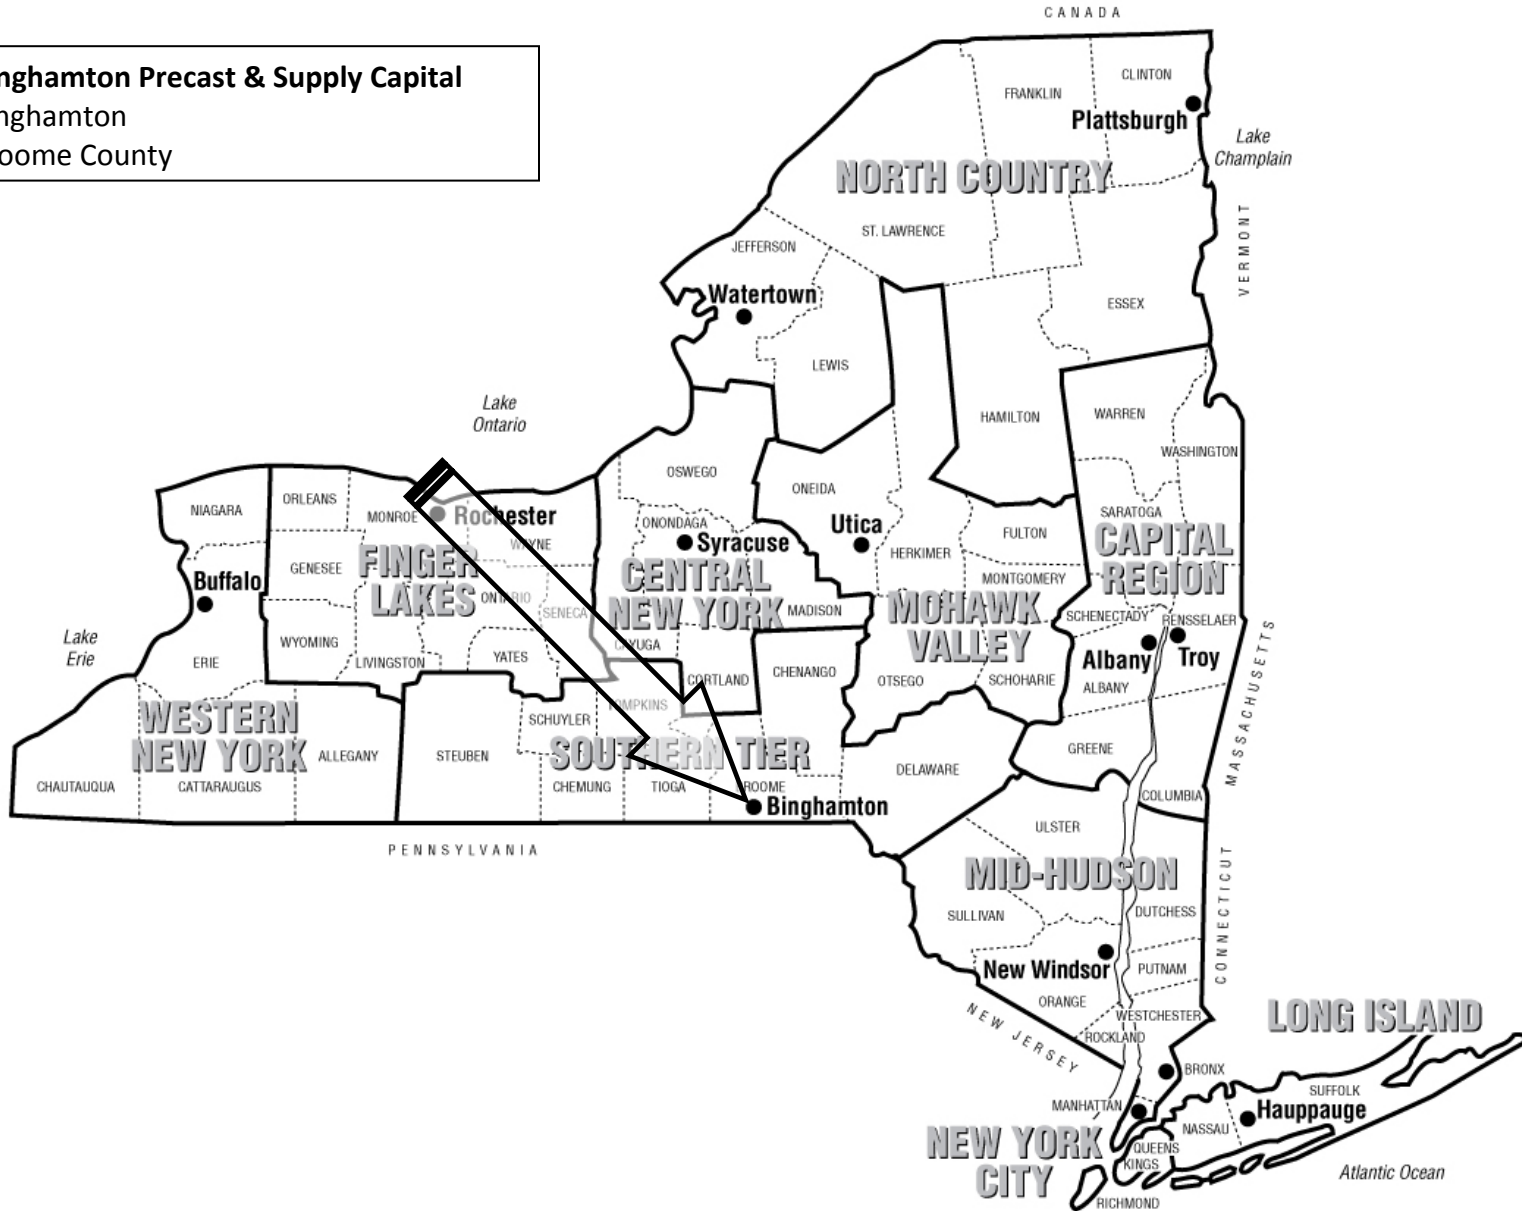 CANADA
nghamton Precast & Supply Capital
nghamton
oome County
CLINTON
FRANKLIN
Plattsburgh
Lake
Champlain
NORTH COUNTRY
VERMONT
ST. LAWRENCE
JEFFERSON
Watertown
ESSEX
LEWIS
Lake
Ontario
HAMILTON
WARREN
WASHINGTON
OSWEGO
ONEIDA
NIAGARA
ORLEANS
MONROE
Rochester
SARATOGA
ONONDAGA
Utica
FULTON
CAPITAL
REGION
WAYNE
Syracuse
HERKIMER
GENESEE
FINGER
LAKES
CENTRAL
NEW YORK
MONTGOMERY
Buffalo
ONTARIO
SENECA
MADISON
MOHAWK
VALLEY
SCHENECTADY
RENSSELAER
Lake
Erie
WYOMING
CAYUGA
Albany
Troy
MASSACHUSETTS
ERIE
LIVINGSTON
YATES
CHENANGO
OTSEGO
SCHOHARIE
CORTLAND
ALBANY
WESTERN
NEW YORK
SCHUYLER
OMPKINS
ALLEGANY
STEUBEN
SOUTHERN TIER
GREENE
DELAWARE
CHAUTAUQUA
CATTARAUGUS
CHEMUNG
TIOGA
ROOME
COLUMBIA
Binghamton
ULSTER
PENNSYLVANIA
MID-HUDSON
CONNECTICUT
SULLIVAN
DUTCHESS
New Windsor
PUTNAM
ORANGE
WESTCHESTER
LONG ISLAND
NEW JERSEY
ROCKLAND
BRONX
SUFFOLK
MANHATTAN
Hauppauge
NASSAU
NEW YORK
CITY
QUEENS
KINGS
Atlantic Ocean
RICHMOND